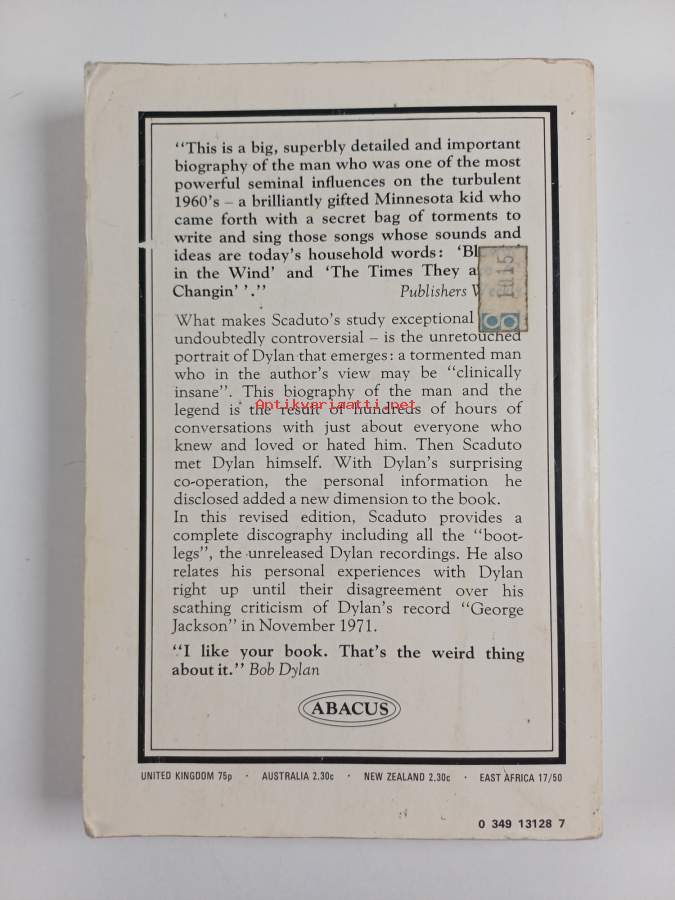 “This is a big, superbly detailed and important
biography of the man who was one of the most
powerful seminal influences on the turbulent
1960’s – a brilliantly gifted Minnesota kid who
came forth with a secret bag of torments to
write and sing those songs whose sounds and
ideas are today’s household words:
in the Wind’ and ‘The Times They
Changin’ ’.” Publishers
1015
What makes Scaduto’s study exceptional
undoubtedly controversial – is the unretouched
portrait of Dylan that emerges: a tormented man
who in the author’s view may be “clinically
insane”. This biography of the man and the
legend is the result of hundreds of hours of
Antikvariaatti.net
conversations with just about everyone who
knew and loved or hated him. Then Scaduto
met Dylan himself. With Dylan’s surprising
co-operation, the personal information he
disclosed added a new dimension to the book.
In this revised edition, Scaduto provides a
complete discography including all the “boot-
legs”, the unreleased Dylan recordings. He also
relates his personal experiences with Dylan
right up until their disagreement over his
scathing criticism of Dylan’s record “George
Jackson” in November 1971.
“I like your book. That’s the weird thing
about it.” Bob Dylan
ABACUS
UNITED KINGDOM 75p · AUSTRALIA 2.30c · NEW ZEALAND 2.30c · EAST AFRICA 17/50
0 349 13128 7